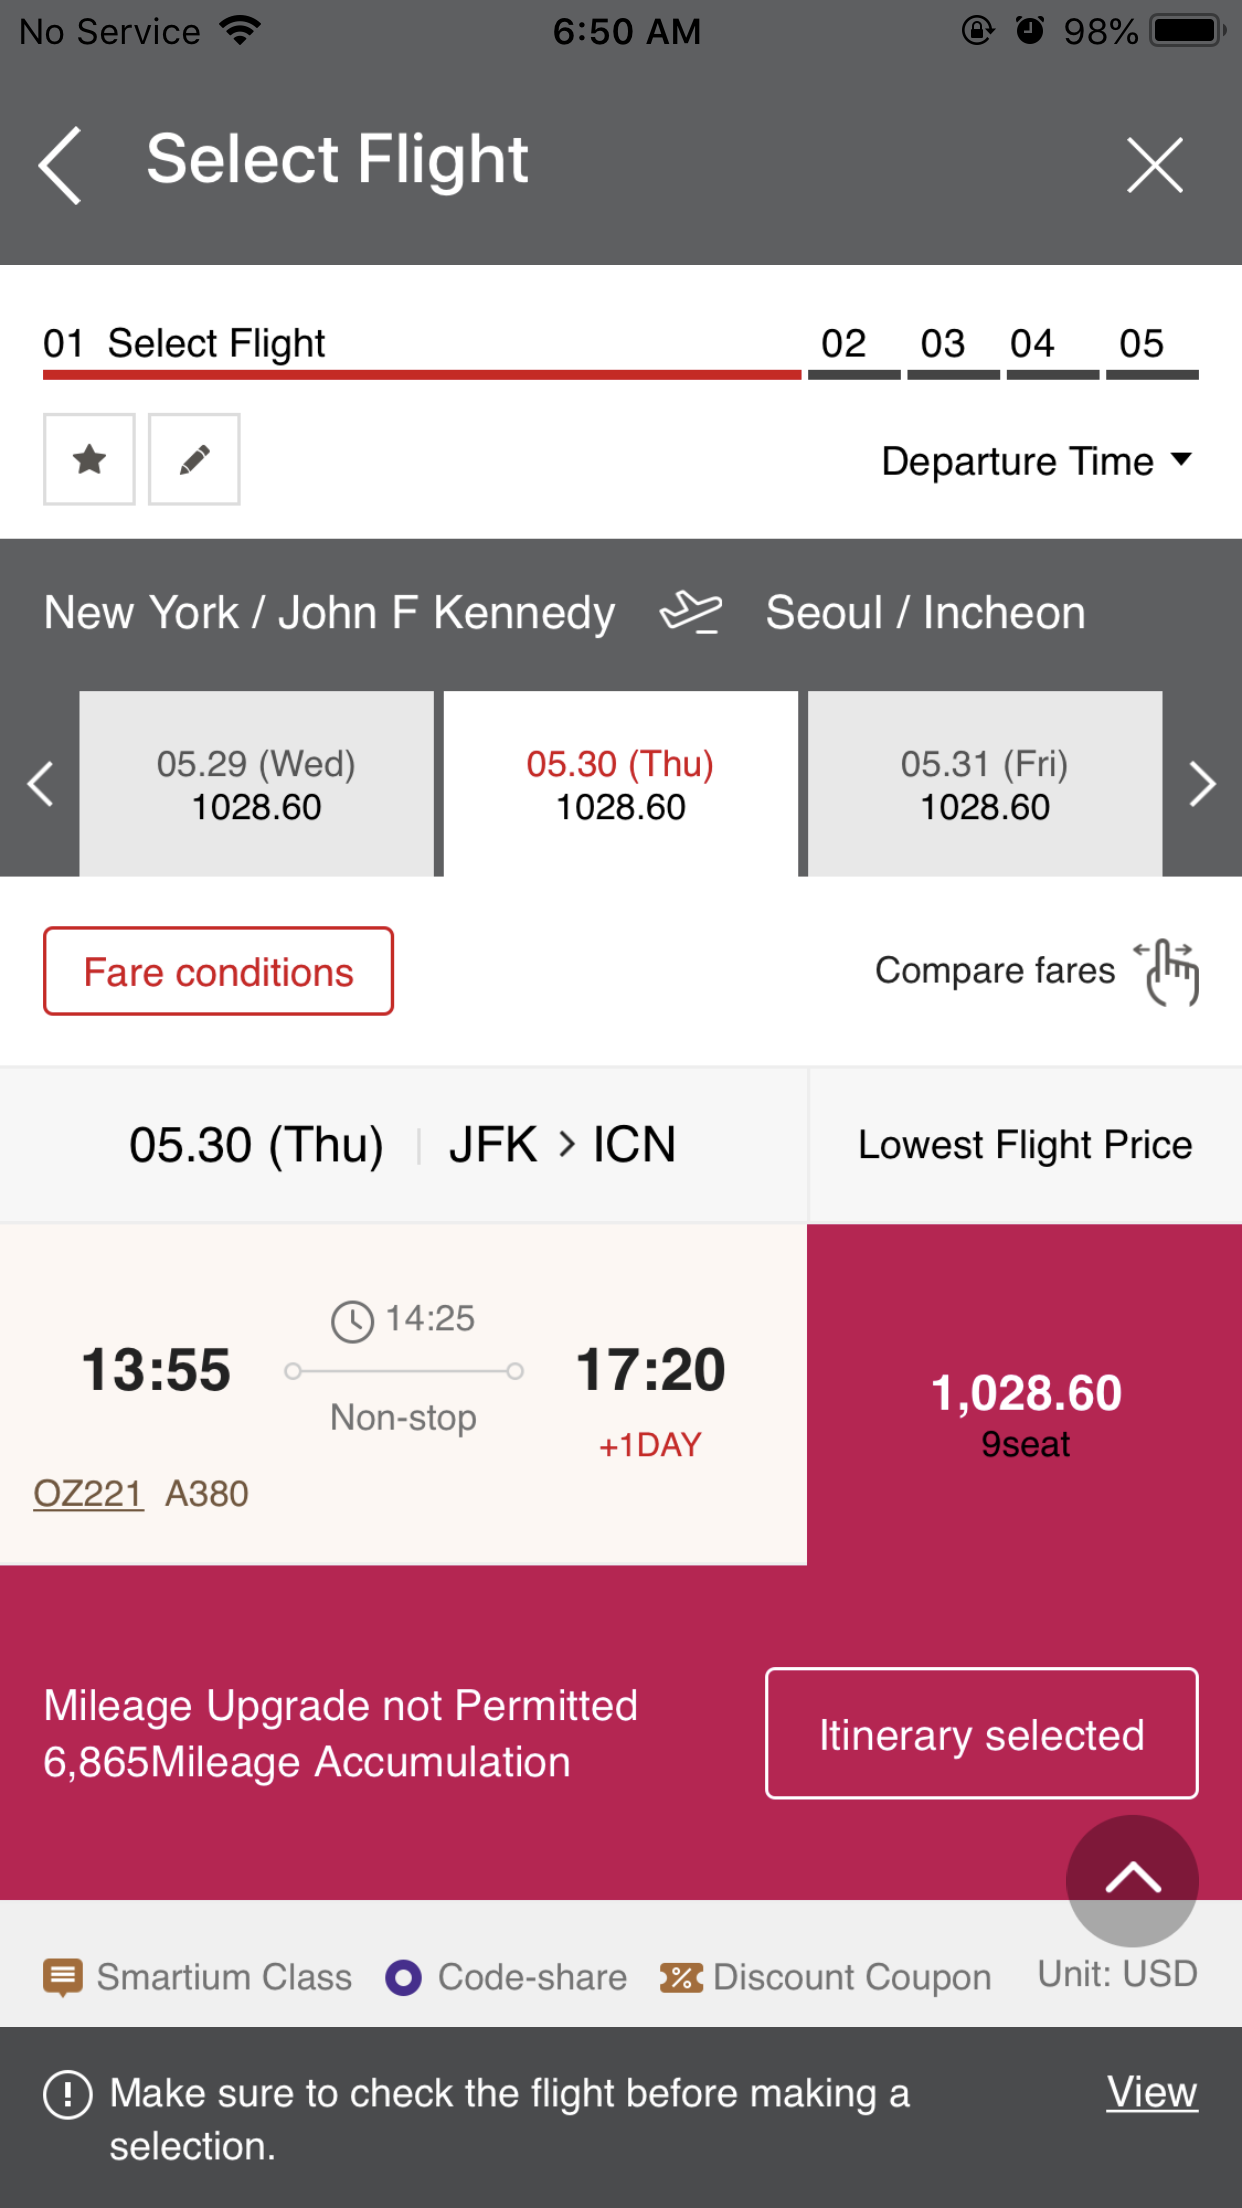 No Service 6:50 AM 98%
Select Flight
01 Select Flight 02 03 04 05
Departure Time
New York / John F Kennedy Seoul / Incheon
05.29 (Wed) 05.30 (Thu) 05.31 (Fri)
1028.60 1028.60 1028.60
Fare conditions Compare fares
05.30 (Thu) JFK > ICN Lowest Flight Price
14:25
13:55 17:20 1,028.60
Non-stop +1DAY 9seat
OZ221 A380
Mileage Upgrade not Permitted
6,865Mileage Accumulation
Itinerary selected
Smartium Class Code-share % Discount Coupon Unit: USD
! Make sure to check the flight before making a View
selection.